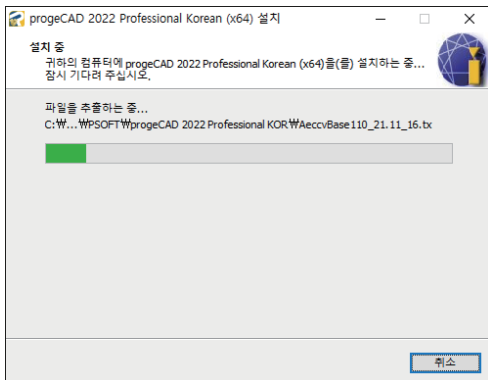 progeCAD 2022 Professional Korean (x64) 설치
설치 중
귀하의 컴퓨터에 progeCAD 2022 Professional Korean (x64)을(를) 설치하는 중...
잠시 기다려 주십시오.
파일을 추출하는 중...
C:₩...₩PSOFT₩progeCAD 2022 Professional KOR₩AeccvBase110_21.11_16.tx
취소